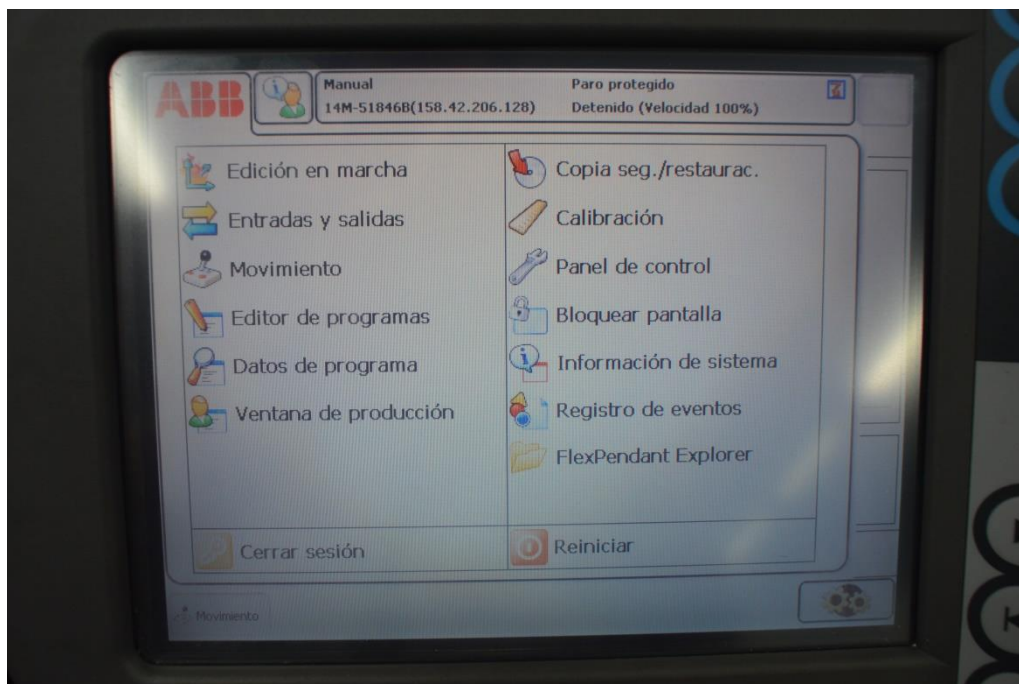 ABB
Manual
14M-51846B(158.42.206.128)
Paro protegido
Detenido (Velocidad 100%)
Edición en marcha
Entradas y salidas
Movimiento
Editor de programas
Datos de programa
Ventana de producción
Copia seg./restaurac.
Calibración
Panel de control
Bloquear pantalla
Información de sistema
Registro de eventos
FlexPendant Explorer
Cerrar sesión
Reiniciar
Movimiento